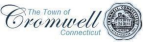 The Town of
Cromwell
Connecticut